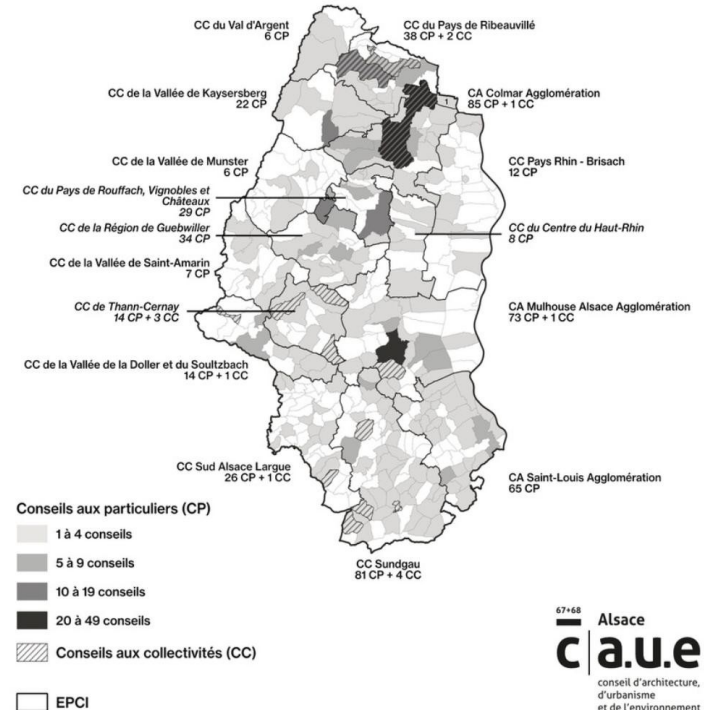 CC du Val d'Argent
6 CP
CC du Pays de Ribeauvillé
38 CP + 2 CC
CC de la Vallée de Kaysersberg
22 CP
CA Colmar Agglomération
85 CP + 1 CC
1
CC de la Vallée de Munster
6 CP
CC Pays Rhin - Brisach
12 CP
CC du Pays de Rouffach, Vignobles et
Châteaux
29 CP
CC de la Région de Guebwiller
34 CP
CC du Centre du Haut-Rhin
8 CP
CC de la Vallée de Saint-Amarin
7 CP
CC de Thann-Cernay
14 CP + 3 CC
CA Mulhouse Alsace Agglomération
73 CP + 1 CC
CC de la Vallée de la Doller et du Soultzbach
14 CP + 1 CC
CC Sud Alsace Largue
26 CP + 1 CC
CA Saint-Louis Agglomération
65 CP
CC Sundgau
81 CP + 4 CC
Conseils aux particuliers (CP)
1 à 4 conseils
5 à 9 conseils
10 à 19 conseils
20 à 49 conseils
Conseils aux collectivités (CC)
EPCI
67+68
Alsace
c|a.u.e
conseil d'architecture,
d'urbanisme
et de l'environnement